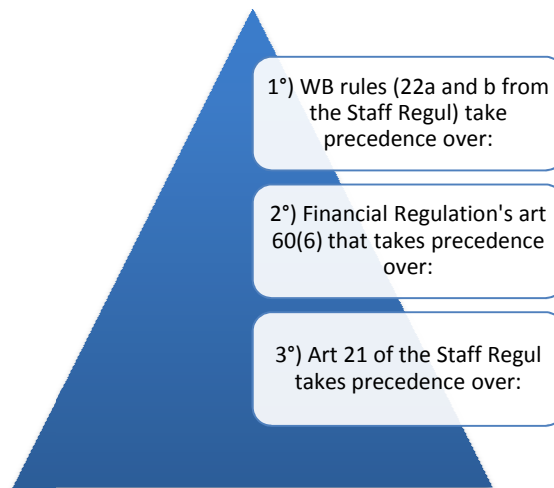 1°) WB rules (22a and b from
the Staff Regul) take
precedence over:
2°) Financial Regulation's art
60(6) that takes precedence
over:
3°) Art 21 of the Staff Regul
takes precedence over: